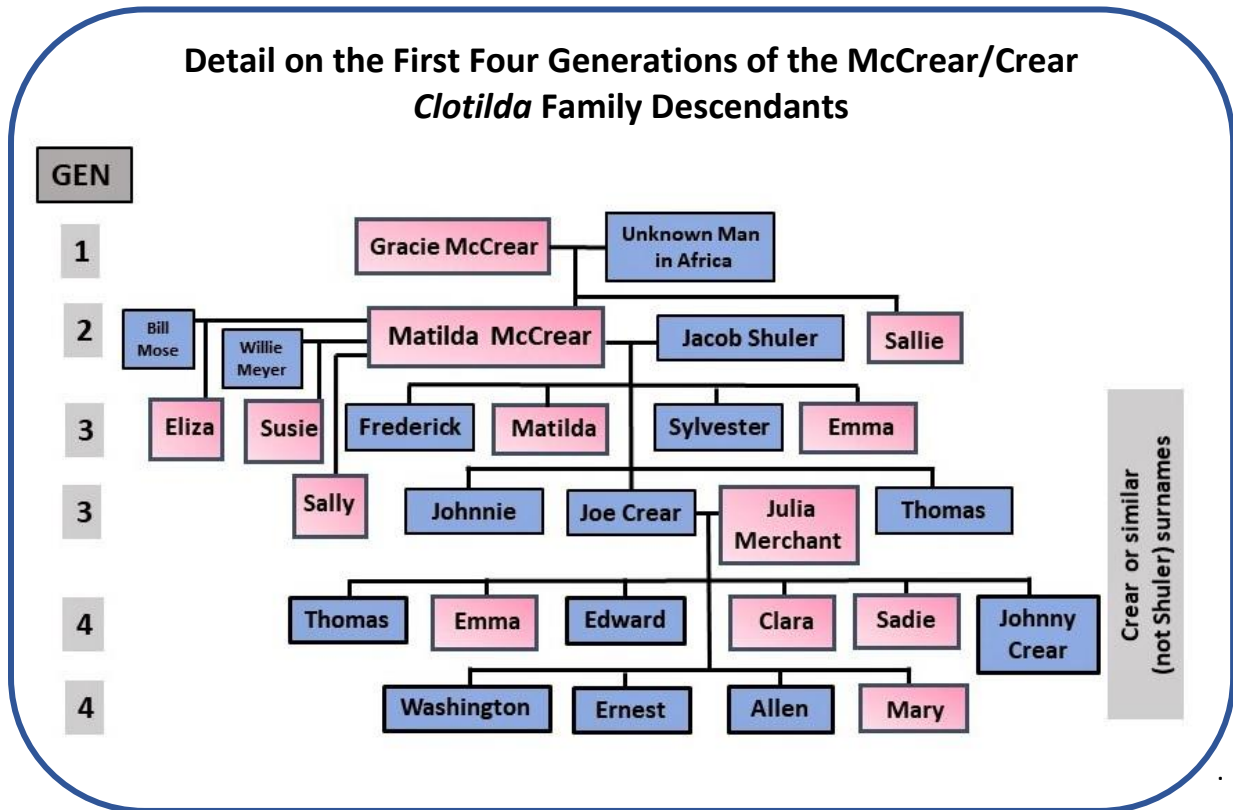 Detail on the First Four Generations of the McCrear/Crear
Clotilda Family Descendants
GEN
1
Gracie McCrear
Unknown Man
in Africa
2
Bill
Mose
Willie
Meyer
Matilda McCrear
Jacob Shuler
Sallie
3
Eliza
Susie
Frederick
Matilda
Sylvester
Emma
3
Sally
Johnnie
Joe Crear
Julia
Merchant
Thomas
4
Thomas
Emma
Edward
Clara
Sadie
Johnny
Crear
4
Washington
Ernest
Allen
Mary
Crear or similar
(not Shuler) surnames
.